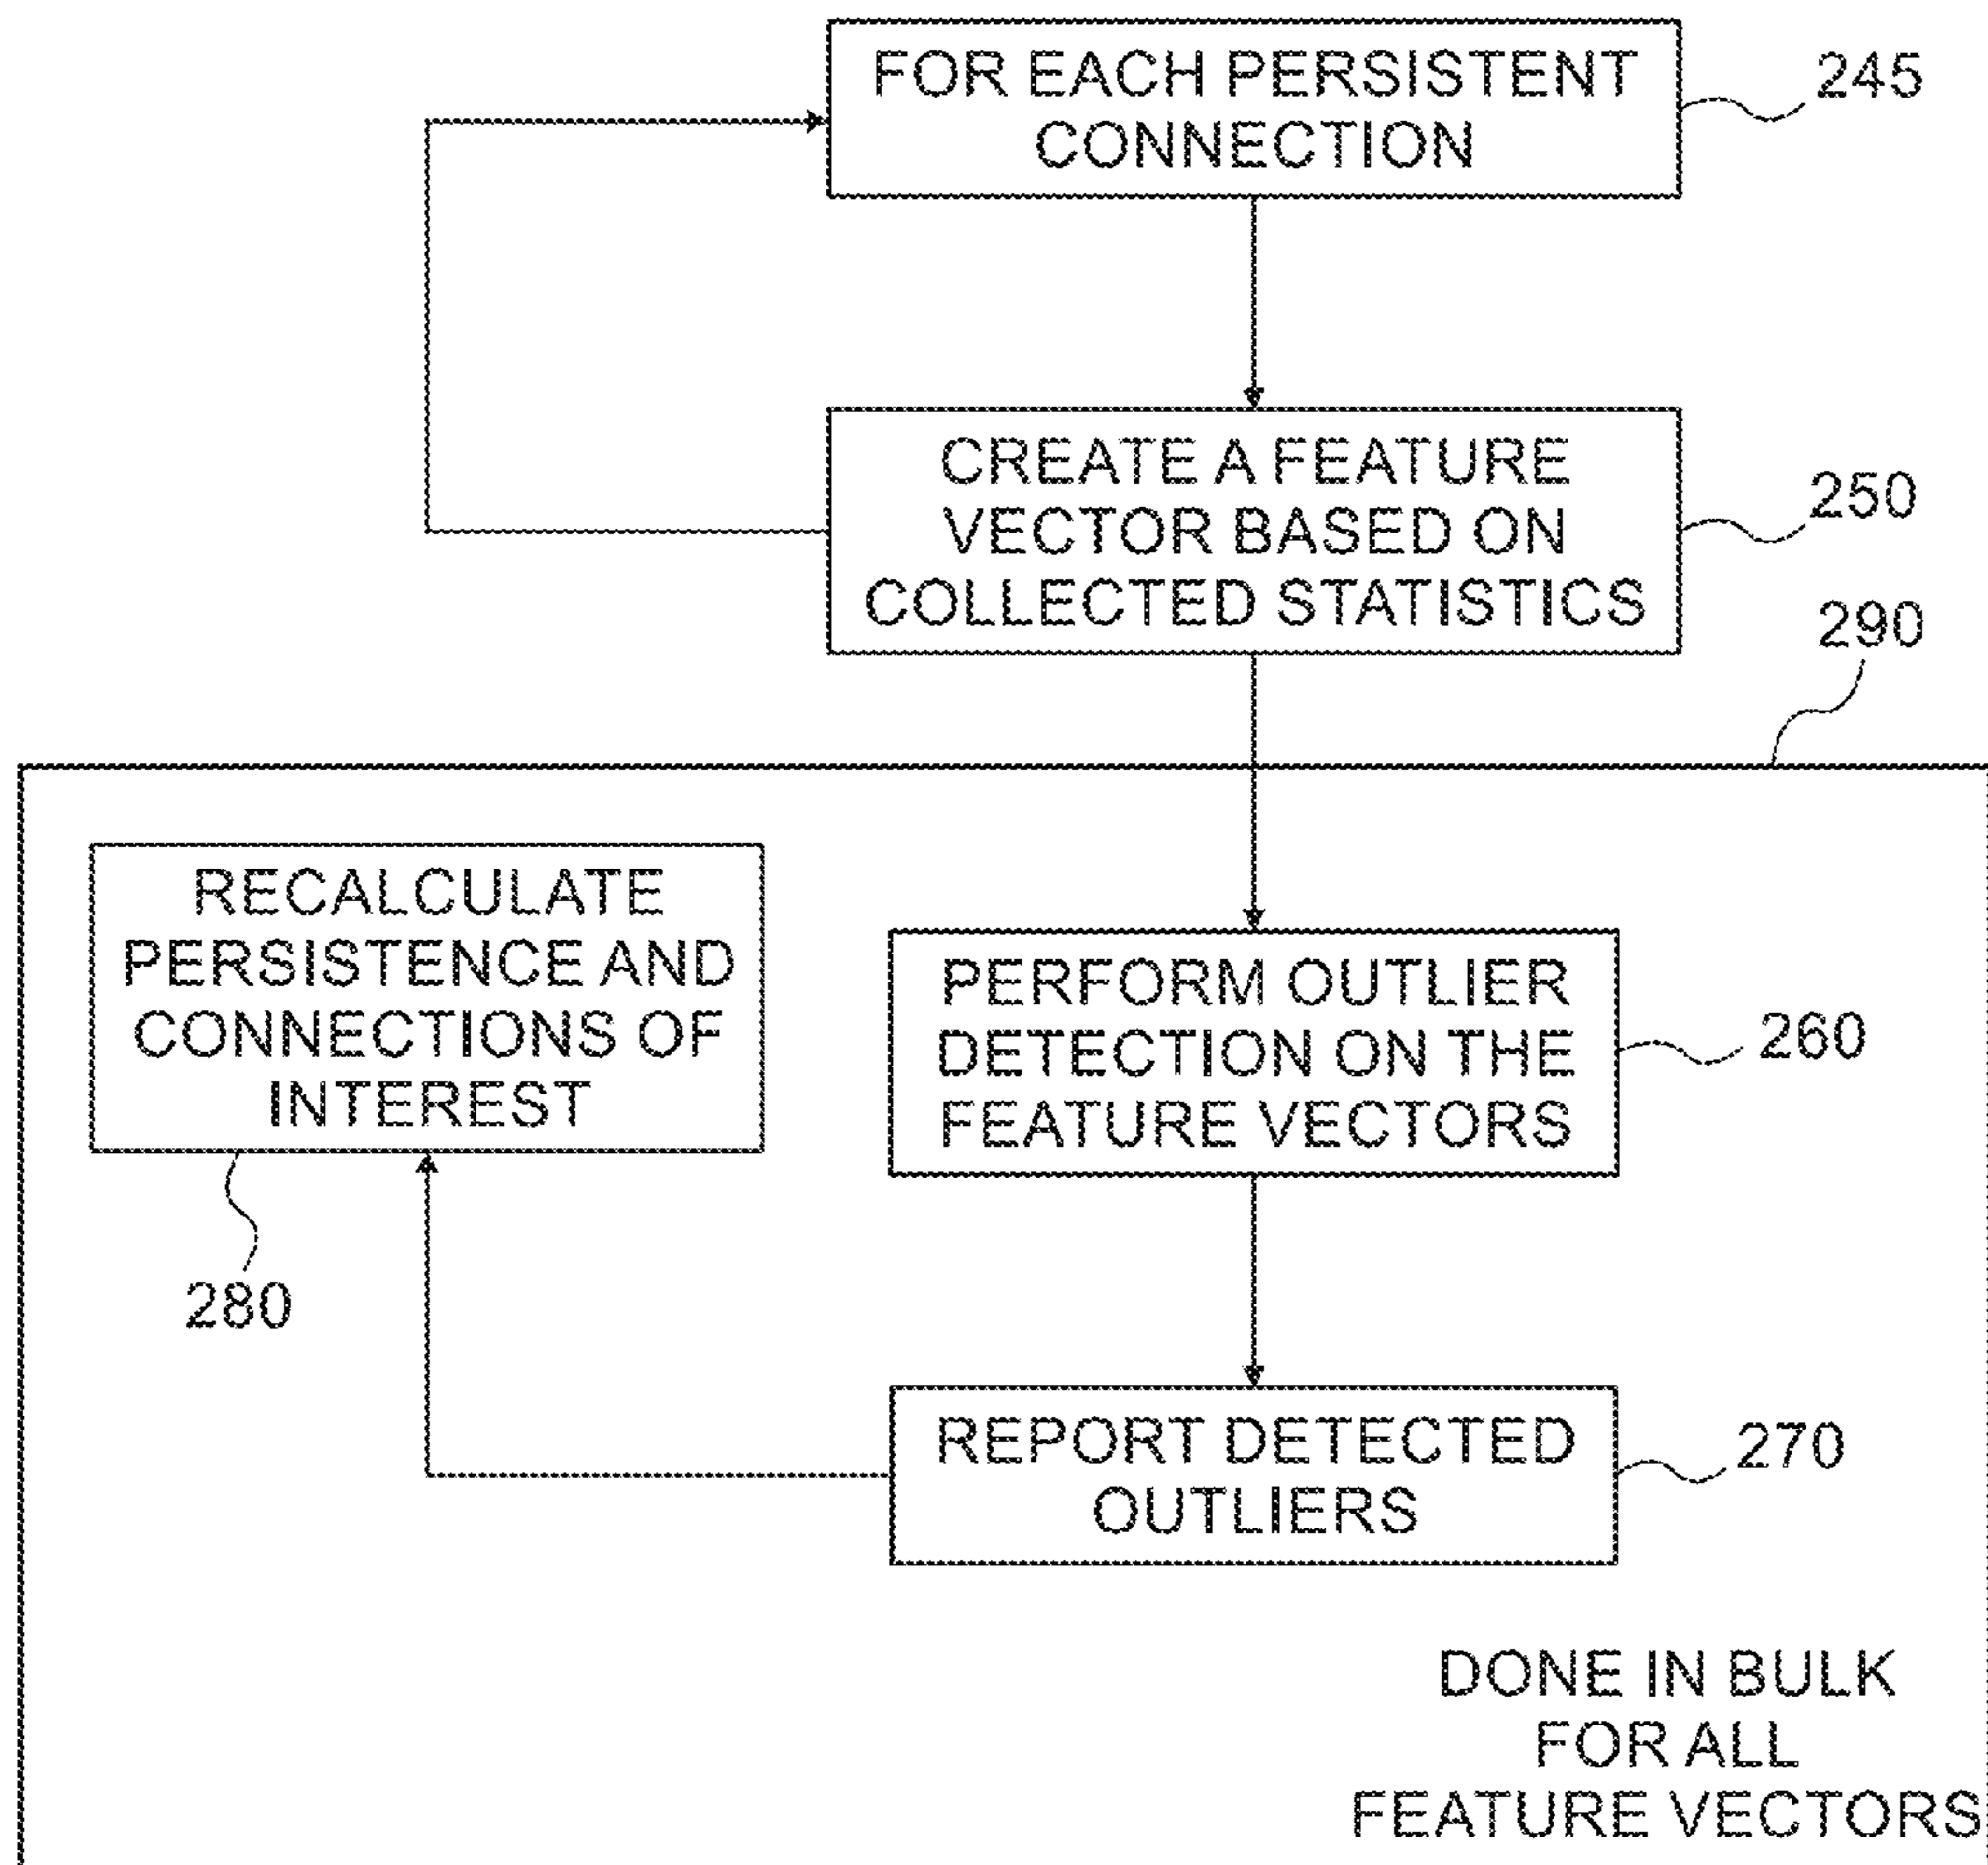 FOR EACH PERSISTENT
CONNECTION
245
CREATE A FEATURE
VECTOR BASED ON
COLLECTED STATISTICS
250
290
RECALCULATE
PERSISTENCE AND
CONNECTIONS OF
INTEREST
280
PERFORM OUTLIER
DETECTION ON THE
FEATURE VECTORS
260
REPORT DETECTED
OUTLIERS
270
DONE IN BULK
FOR ALL
FEATURE VECTORS